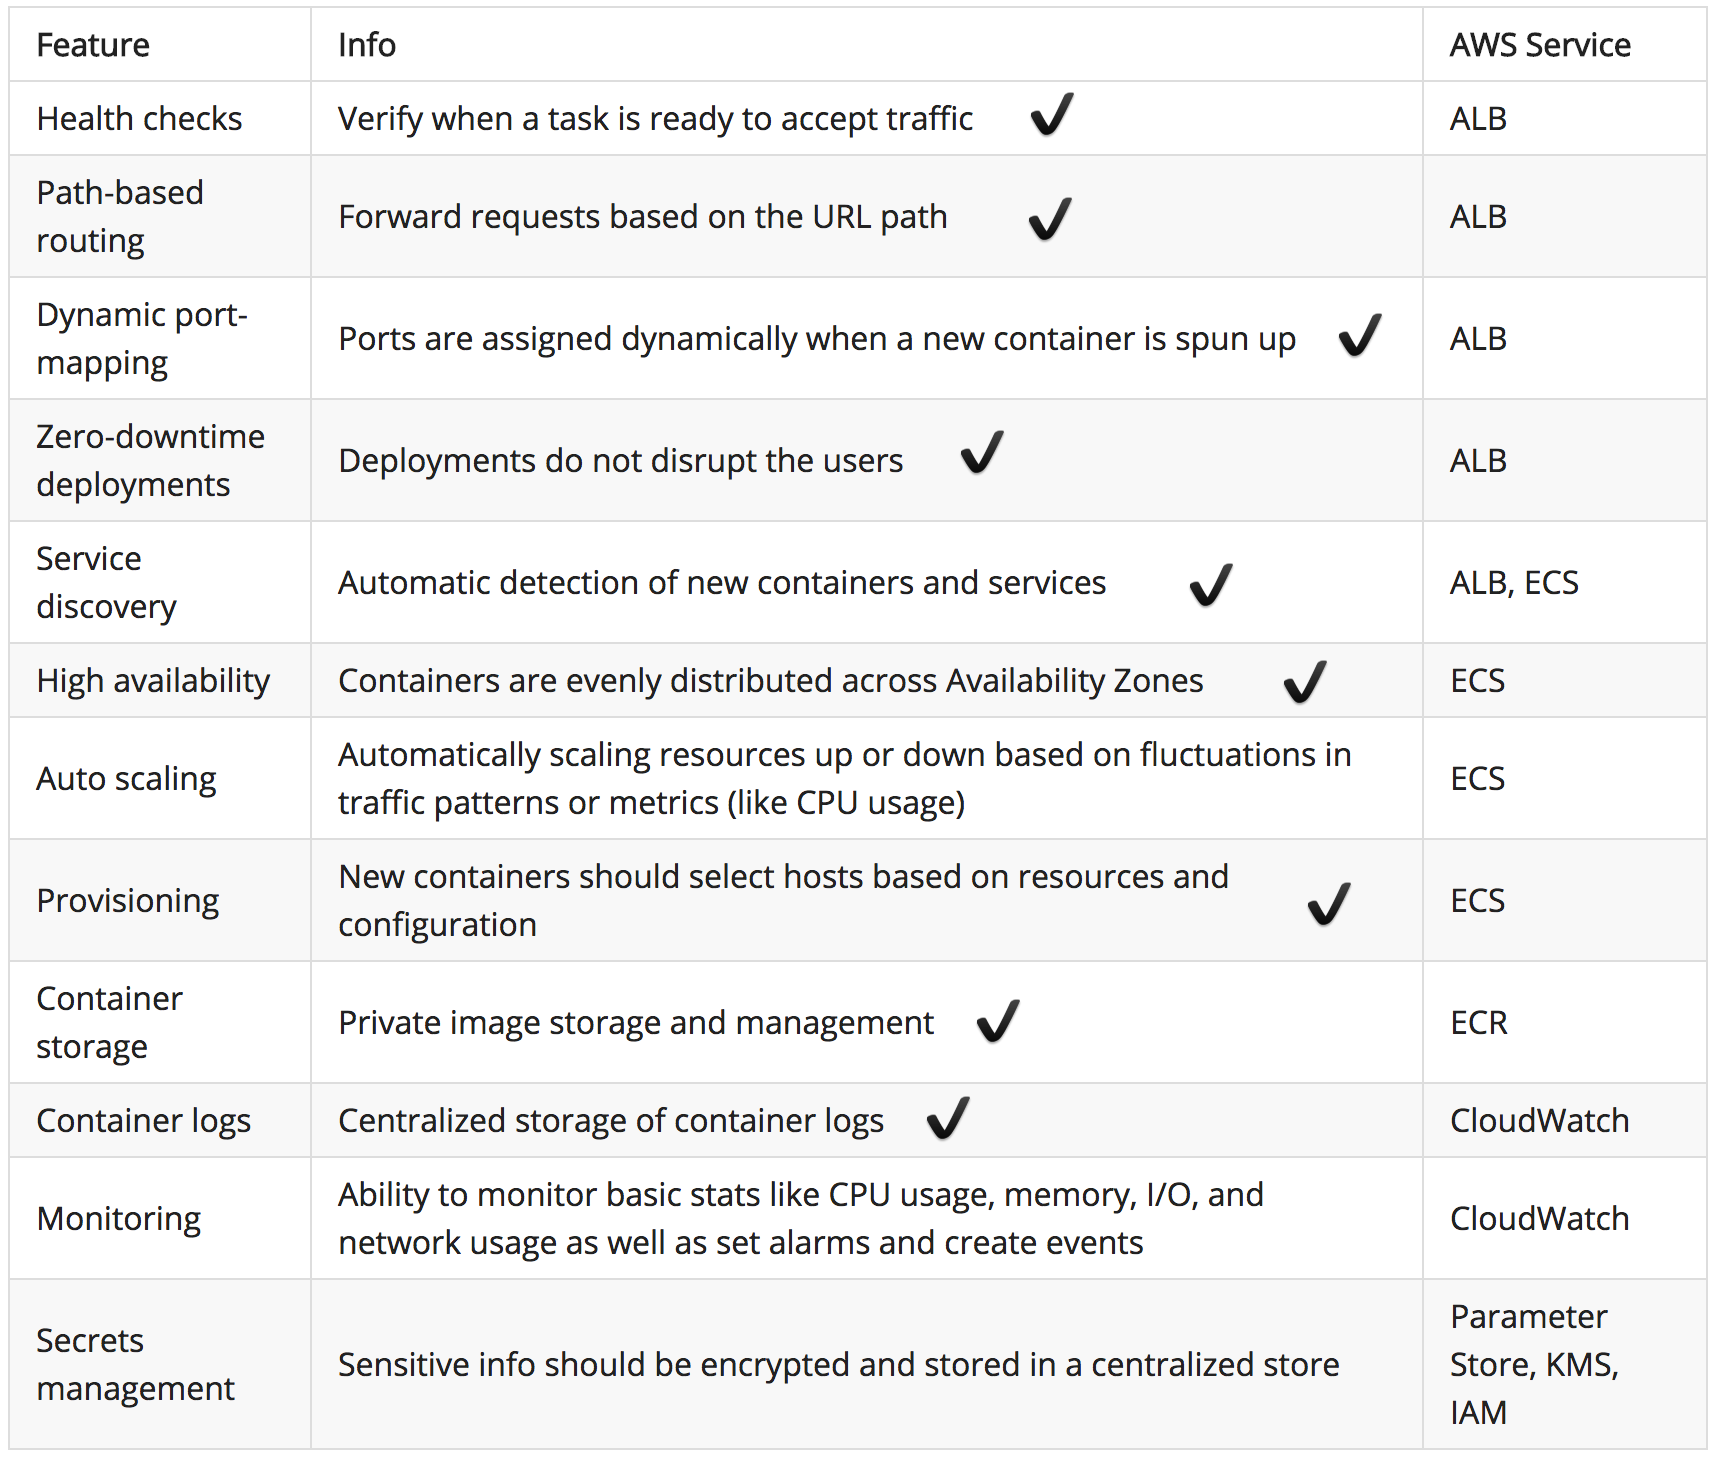 Feature Info AWS Service
Health checks Verify when a task is ready to accept traffic ✔ ALB
Path-based
routing
Forward requests based on the URL path ✔ ALB
Dynamic port-
mapping
Ports are assigned dynamically when a new container is spun up ✔ ALB
Zero-downtime
deployments
Deployments do not disrupt the users ✔ ALB
Service
discovery
Automatic detection of new containers and services ✔ ALB, ECS
High availability Containers are evenly distributed across Availability Zones ✔ ECS
Auto scaling
Automatically scaling resources up or down based on fluctuations in
traffic patterns or metrics (like CPU usage)
ECS
Provisioning
New containers should select hosts based on resources and
configuration ✔
ECS
Container
storage
Private image storage and management ✔ ECR
Container logs Centralized storage of container logs ✔ CloudWatch
Monitoring
Ability to monitor basic stats like CPU usage, memory, I/O, and
network usage as well as set alarms and create events
CloudWatch
Secrets
management
Sensitive info should be encrypted and stored in a centralized store
Parameter
Store, KMS,
IAM